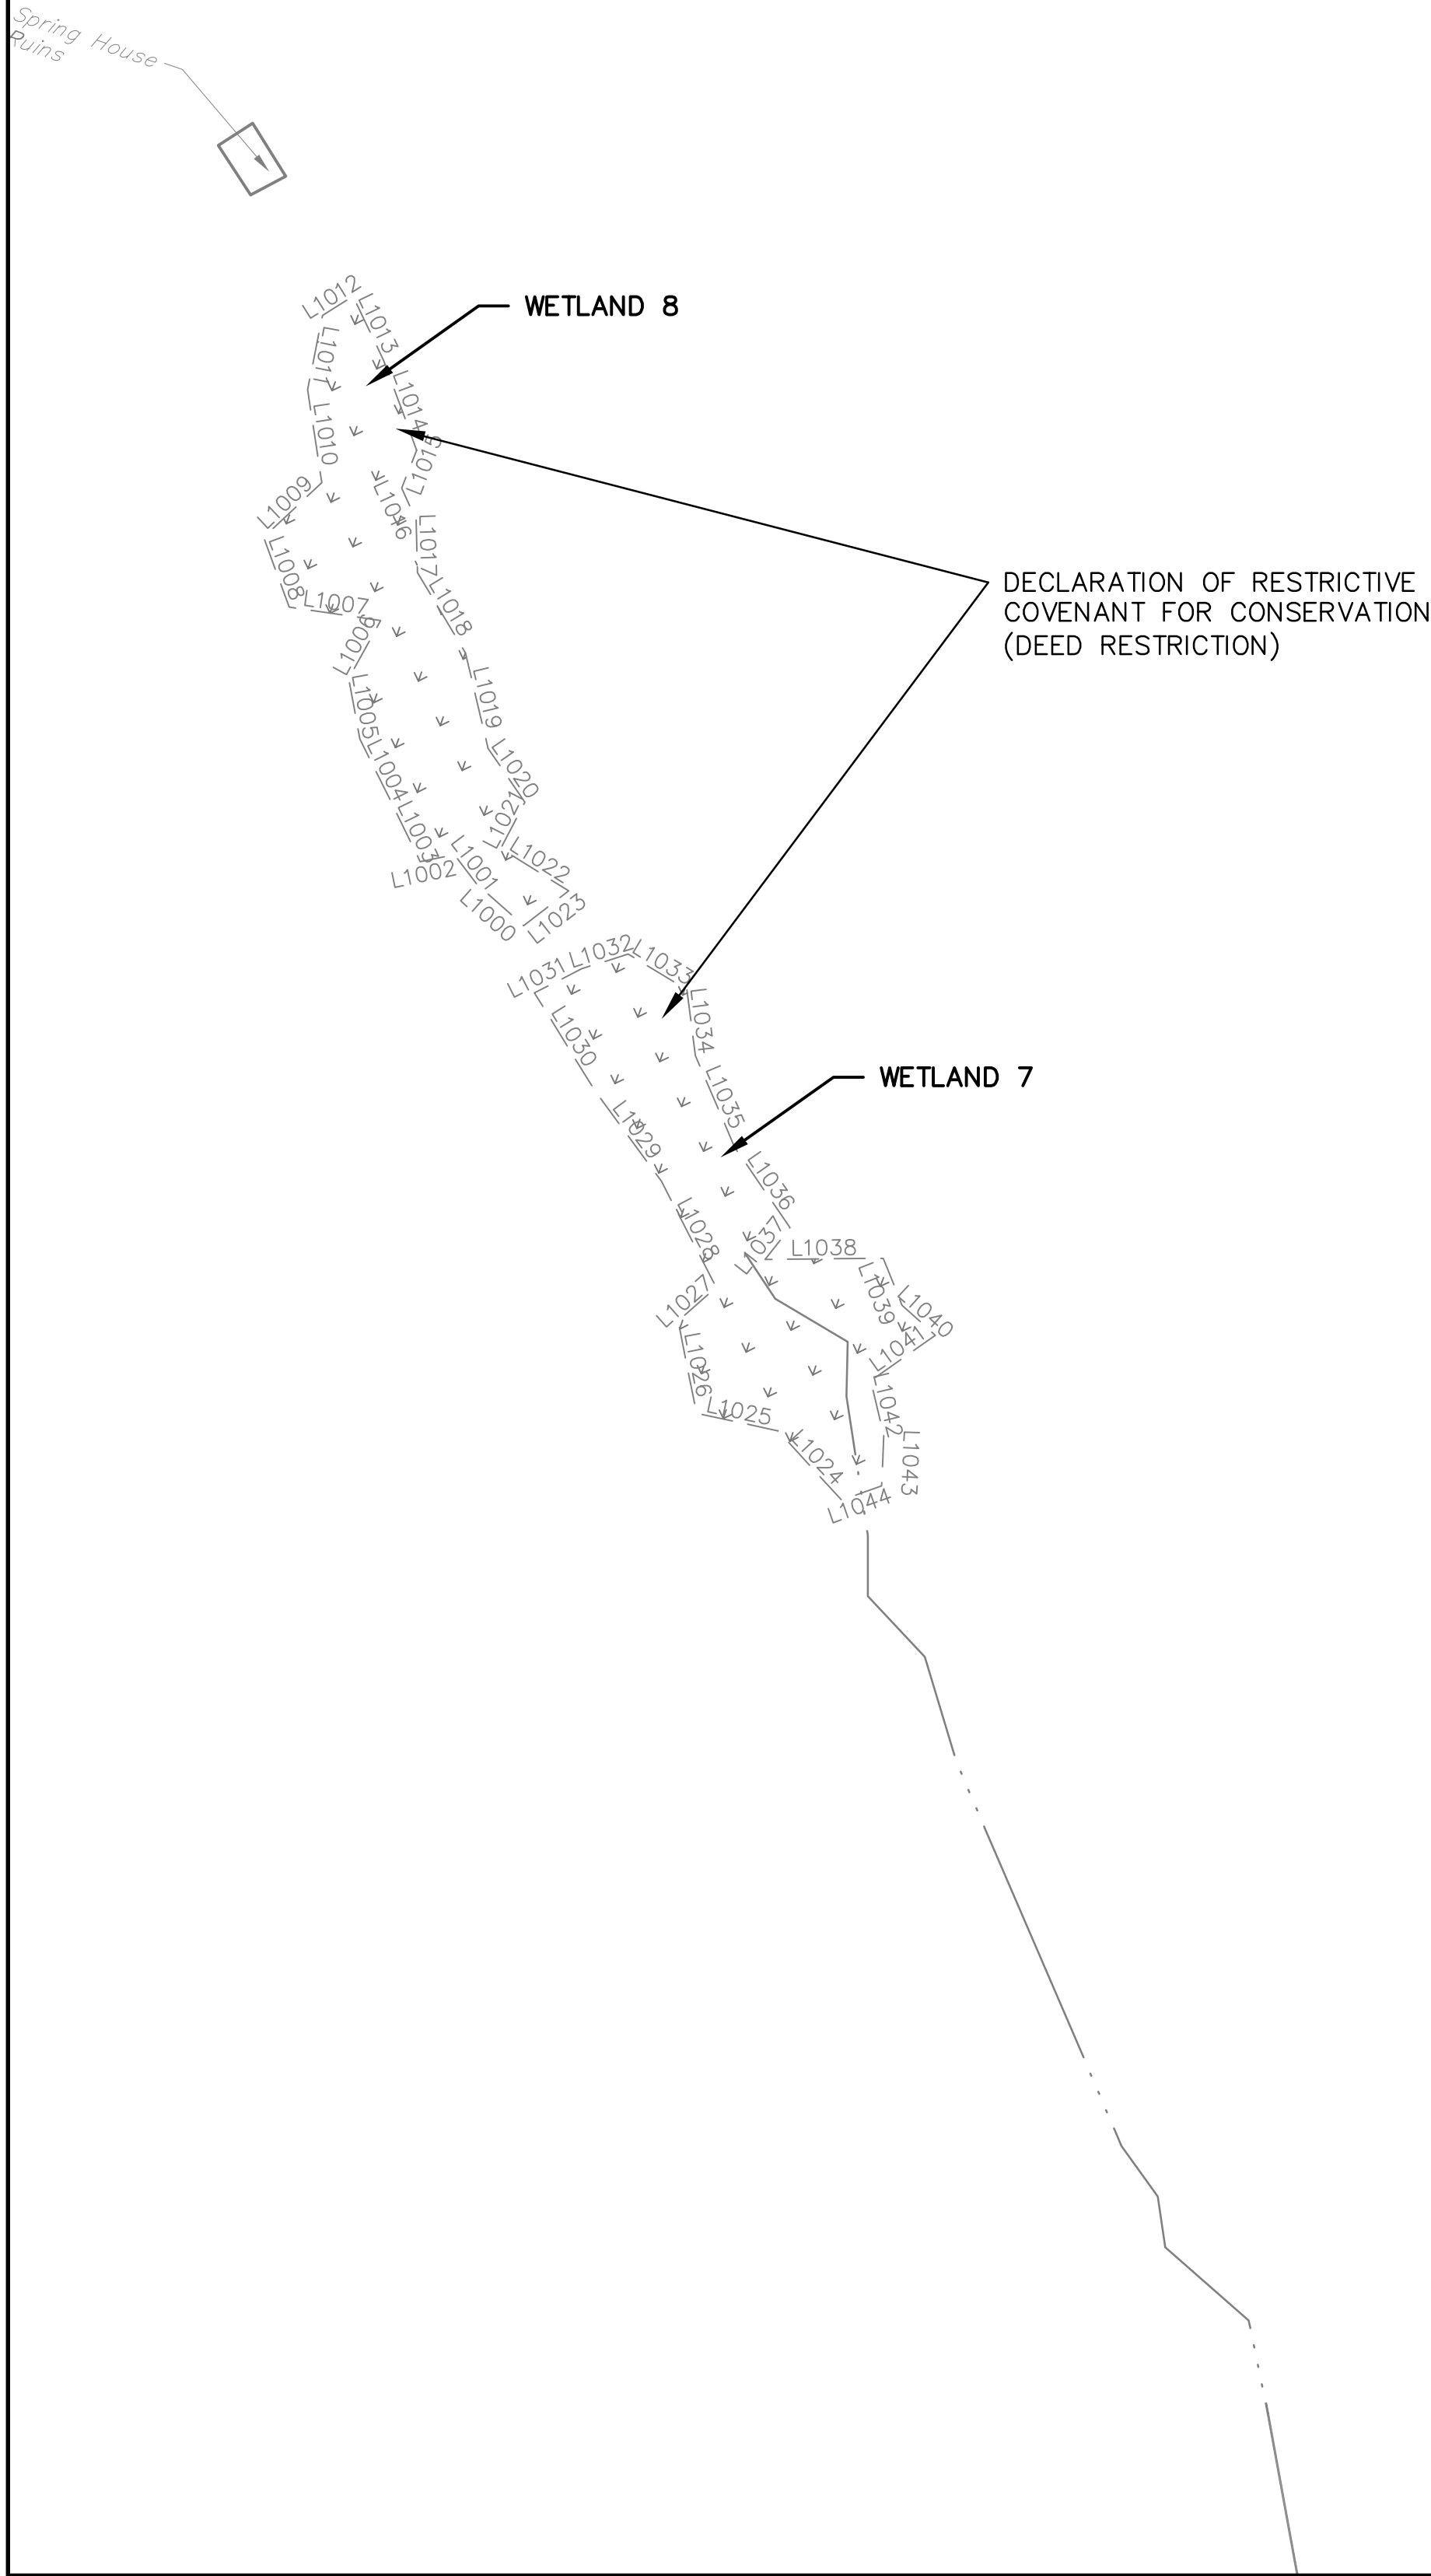 Spring House
Ruins
L1012
L1013
WETLAND 8
L1017
L1014
L1010
L1015
L1009
L1046
L1017
L1008
L1007
L1018
DECLARATION OF RESTRICTIVE
COVENANT FOR CONSERVATION
(DEED RESTRICTION)
L1006
L1005
L1019
L1004
L1020
L1003
L1021
L1002
L1001
L1022
L1000
L1023
L1031
L1032
L1033
L1030
L1034
WETLAND 7
L1035
L1029
L1036
L1028
L1037
L1038
L1027
L1039
L1040
L1026
L1041
L1025
L1042
L1024
L1043
L1044